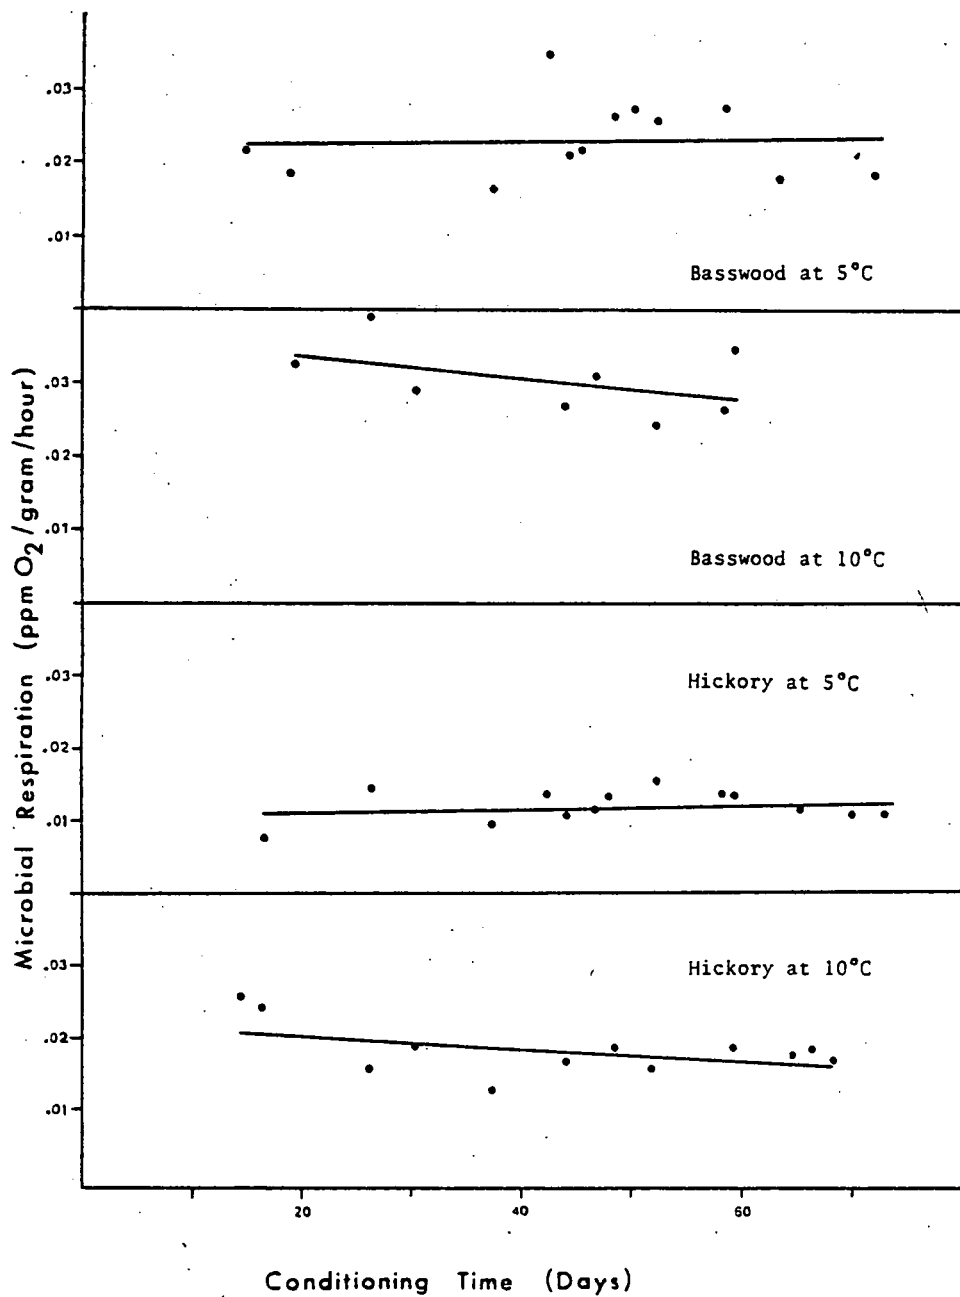 Microbial Respiration (ppm O₂/gram/hour)
.03
.02
.01
Basswood at 5°C
.03
.02
.01
Basswood at 10°C
.03
Hickory at 5°C
.02
.01
.03
Hickory at 10°C
.02
.01
20
40
60
Conditioning Time (Days)